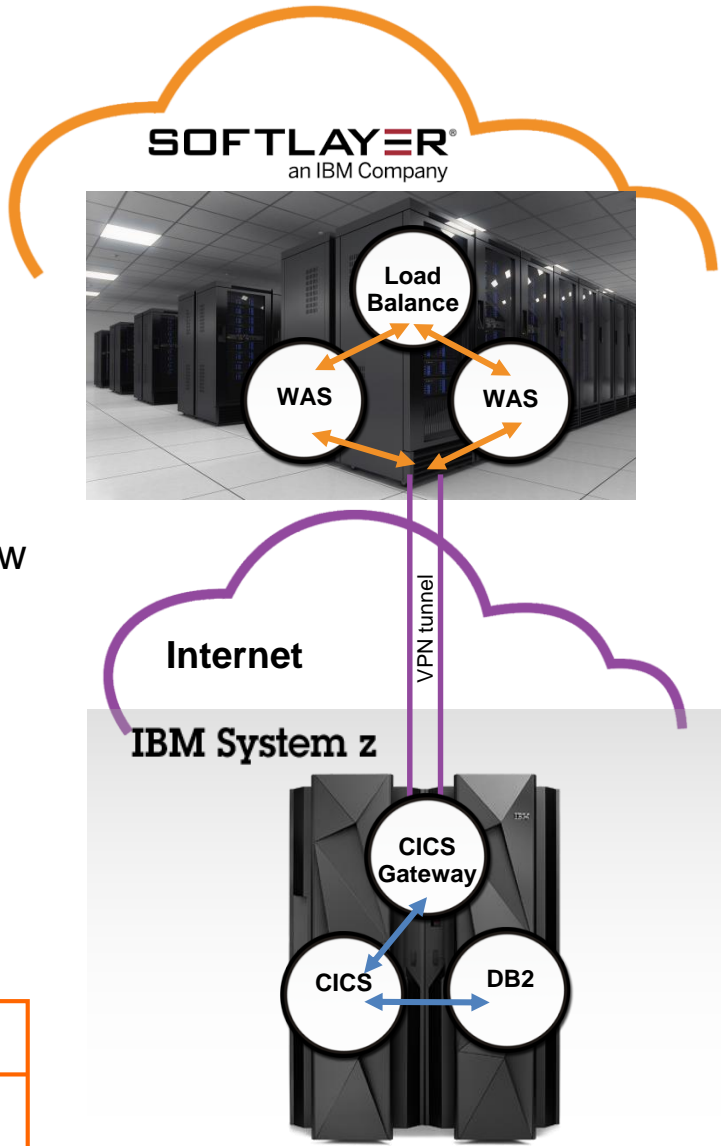 SOFTLAYER®
an IBM Company
Load
Balance
WAS
WAS
w
VPN tunnel
Internet
IBM System z
CICS
Gateway
CICS
DB2